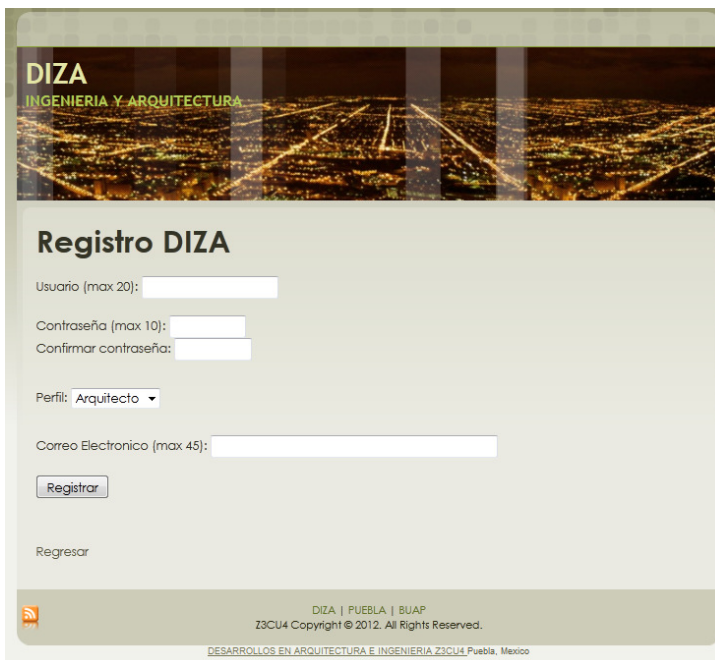 DIZA
INGENIERIA Y ARQUITECTURA
Registro DIZA
Usuario (max 20):
Contraseña (max 10):
Confirmar contraseña:
Perfil: Arquitecto
Correo Electronico (max 45):
Registrar
Regresar
DIZA | PUEBLA | BUAP
Z3CU4 Copyright © 2012. All Rights Reserved.
DESARROLLOS EN ARQUITECTURA E INGENIERIA Z3CU4 Puebla, Mexico